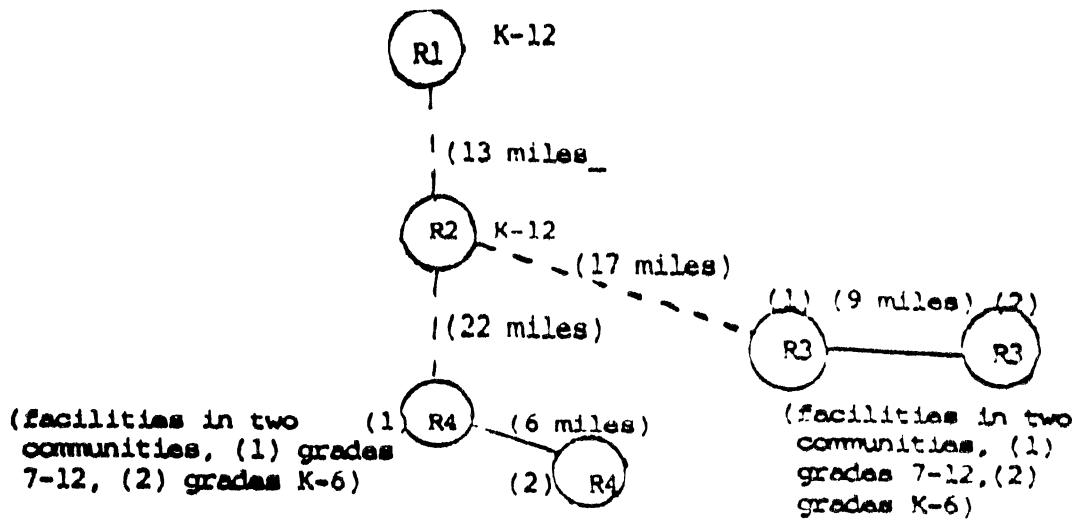 R1 K-12
(13 miles_
R2 K-12
(17 miles)
(22 miles)
(1) (9 miles) (2)
R3 R3
(facilities in two
communities, (1)
grades 7-12,(2)
grades K-6)
(facilities in two
communities, (1) grades
7-12, (2) grades K-6)
(1) R4 (6 miles)
(2) R4